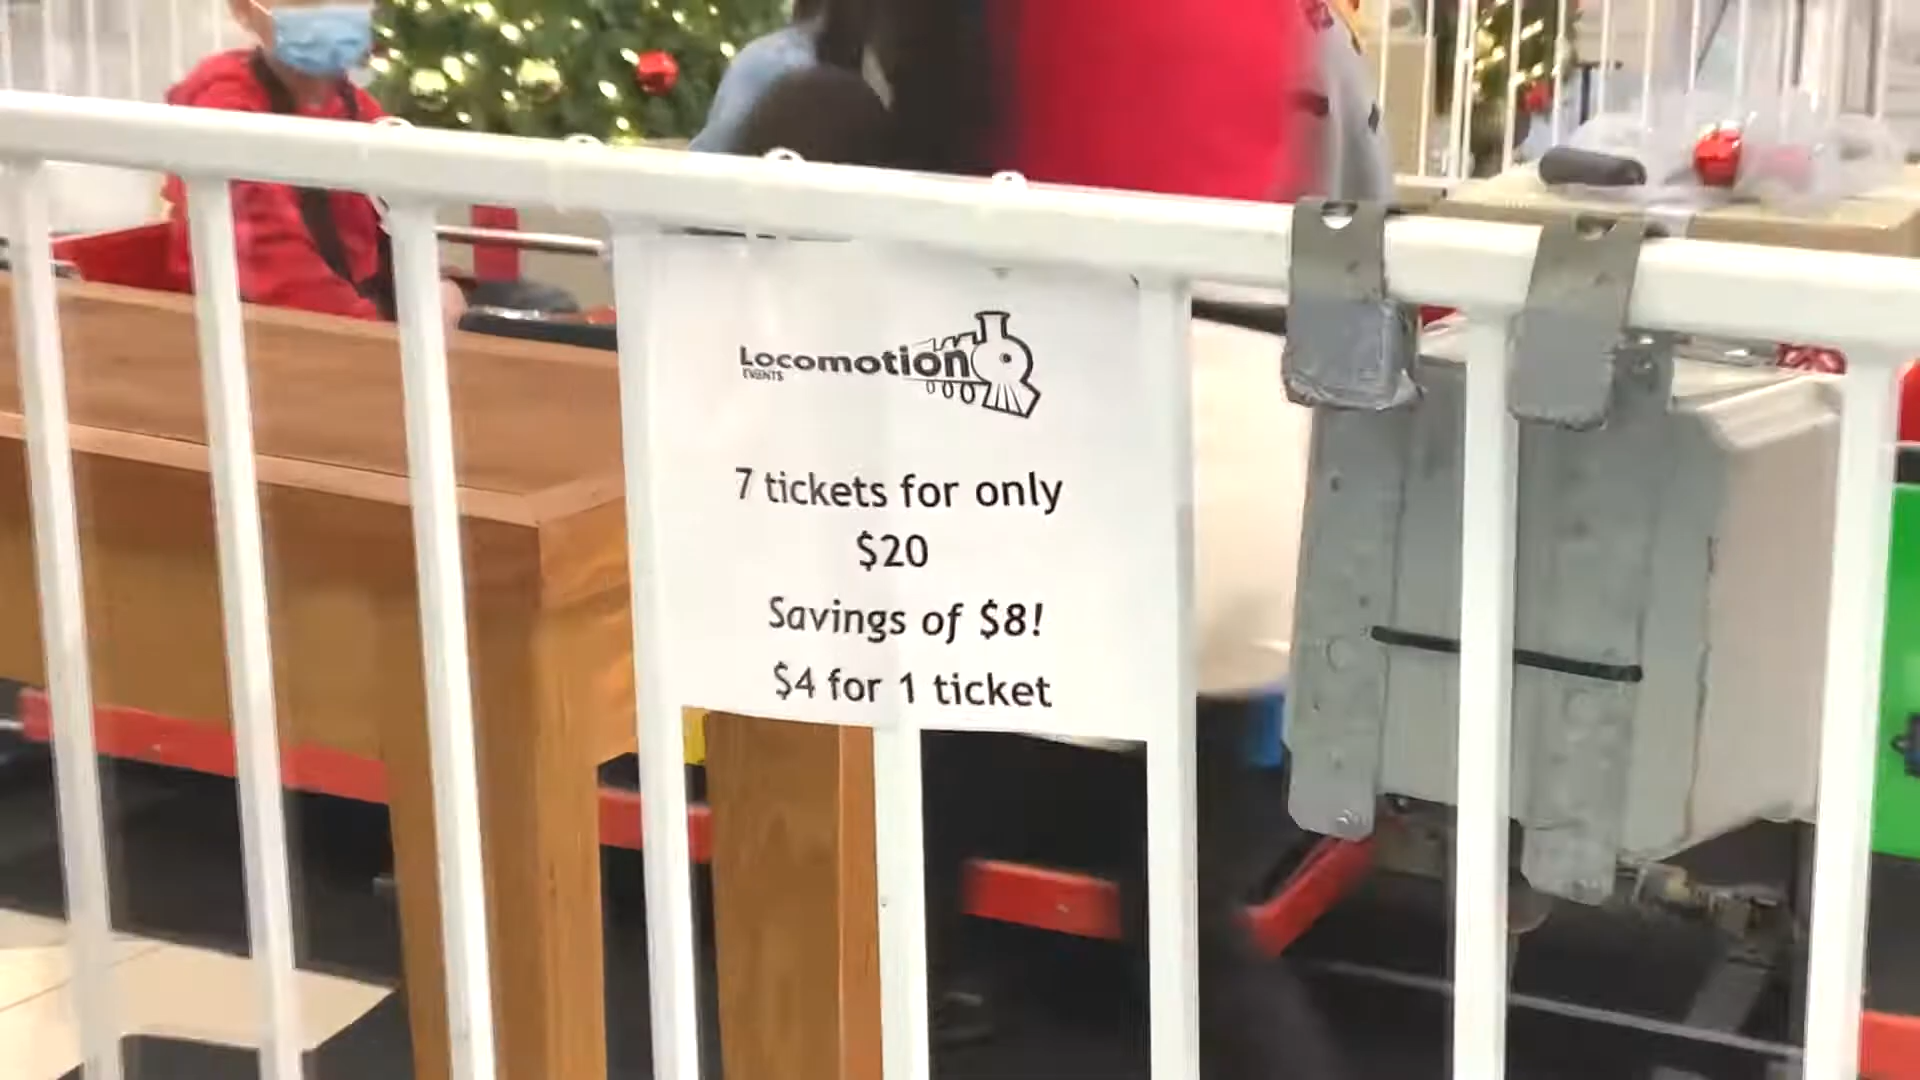 Locomotion
EVENTS
7 tickets for only
$20
Savings of $8!
$4 for 1 ticket